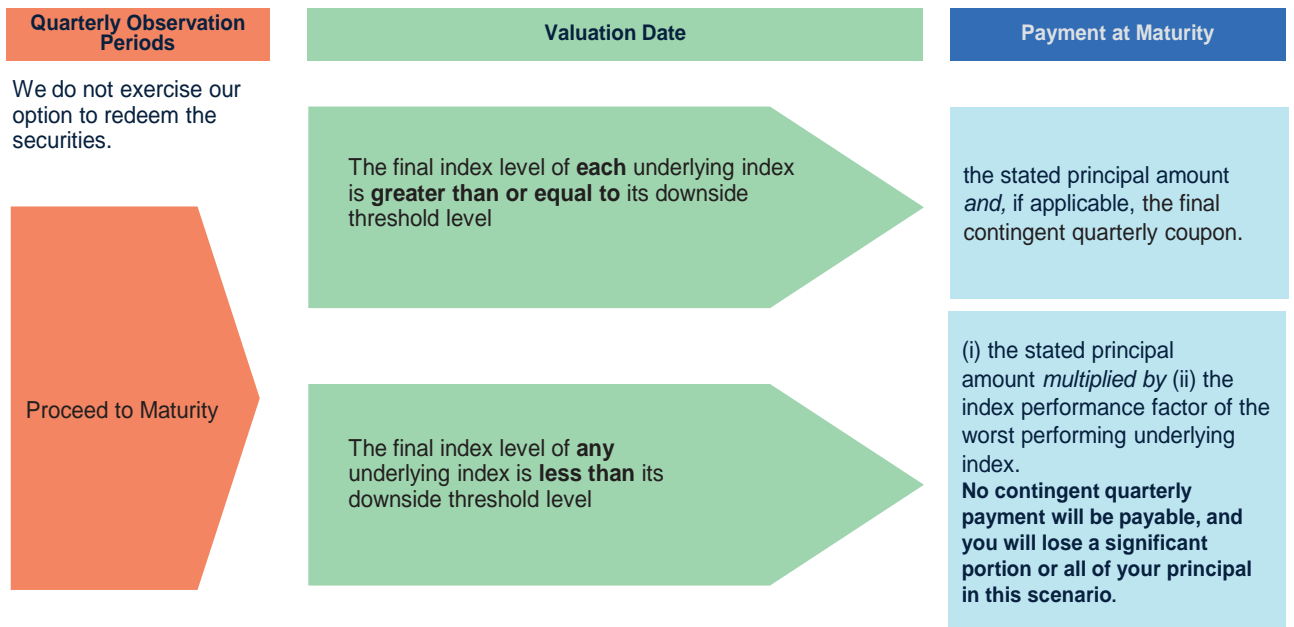 Quarterly Observation
Periods
Valuation Date
Payment at Maturity
We do not exercise our
option to redeem the
securities.
Proceed to Maturity
The final index level of each underlying index
is greater than or equal to its downside
threshold level
the stated principal amount
and, if applicable, the final
contingent quarterly coupon.
The final index level of any
underlying index is less than its
downside threshold level
(i) the stated principal
amount multiplied by (ii) the
index performance factor of the
worst performing underlying
index.
No contingent quarterly
payment will be payable, and
you will lose a significant
portion or all of your principal
in this scenario.